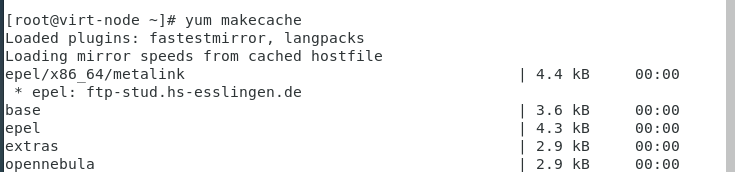 [root@virt-node ~]# yum makecache
Loaded plugins: fastestmirror, langpacks
Loading mirror speeds from cached hostfile
epel/x86_64/metalink | 4.4 kB 00:00
 * epel: ftp-stud.hs-esslingen.de
base | 3.6 kB 00:00
epel | 4.3 kB 00:00
extras | 2.9 kB 00:00
opennebula | 2.9 kB 00:00